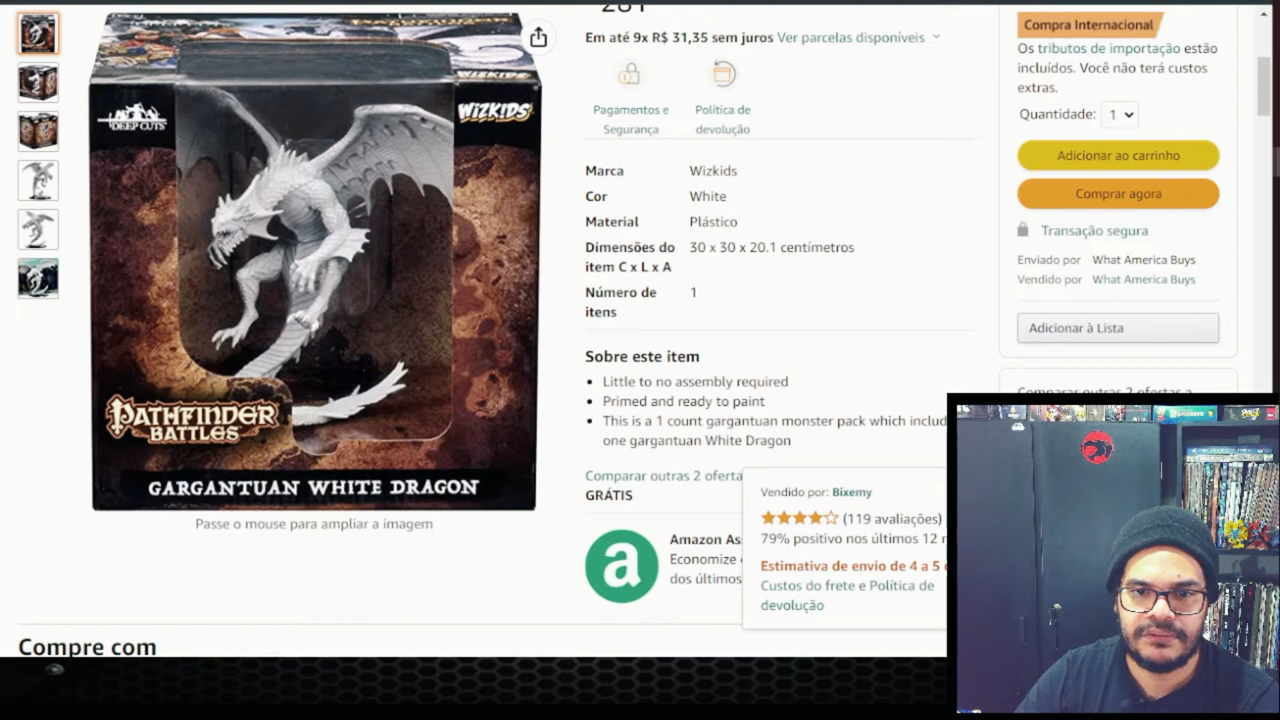 Em até 9x R$ 31,35 sem juros Ver parcelas disponíveis
Pagamentos e
Segurança
Política de
devolução
Marca Wizkids
Cor White
Material Plástico
Dimensões do 30 x 30 x 20.1 centímetros
item C x L x A
Número de 1
itens
Sobre este item
Little to no assembly required
Primed and ready to paint
This is a 1 count gargantuan monster pack which includ
one gargantuan White Dragon
Comparar outras 2 oferta
GRÁTIS
Vendido por: Bixemy
(119 avaliações)
79% positivo nos últimos 12
Estimativa de envio de 4 a 5
Custos do frete e Política de
devolução
Amazon As
Economize
dos últimos
a
DEEP CUTS
WIZKIDS
WIZKIDS
PATHFINDER
BATTLES
GARGANTUAN WHITE DRAGON
Passe o mouse para ampliar a imagem
Compre com
Compra Internacional
Os tributos de importação estão
incluídos. Você não terá custos
extras.
Quantidade: 1
Adicionar ao carrinho
Comprar agora
Transação segura
Enviado por What America Buys
Vendido por What America Buys
Adicionar à Lista
Comparar outras 2 ofertas a